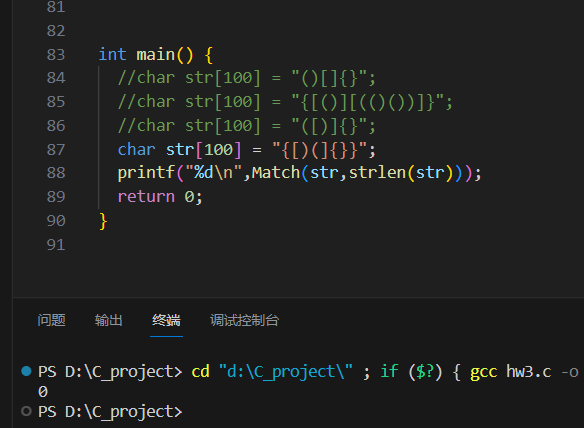 81
82
83 int main() {
84 //char str[100] = "()[]{}";
85 //char str[100] = "{[()][(()())]}";
86 //char str[100] = "([)]{}";
87 char str[100] = "{[)(]{}}";
88 printf("%d\n",Match(str,strlen(str)));
89 return 0;
90 }
91
问题 输出 终端 调试控制台
PS D:\C_project> cd "d:\C_project\" ; if ($?) { gcc hw3.c -o
0
PS D:\C_project>